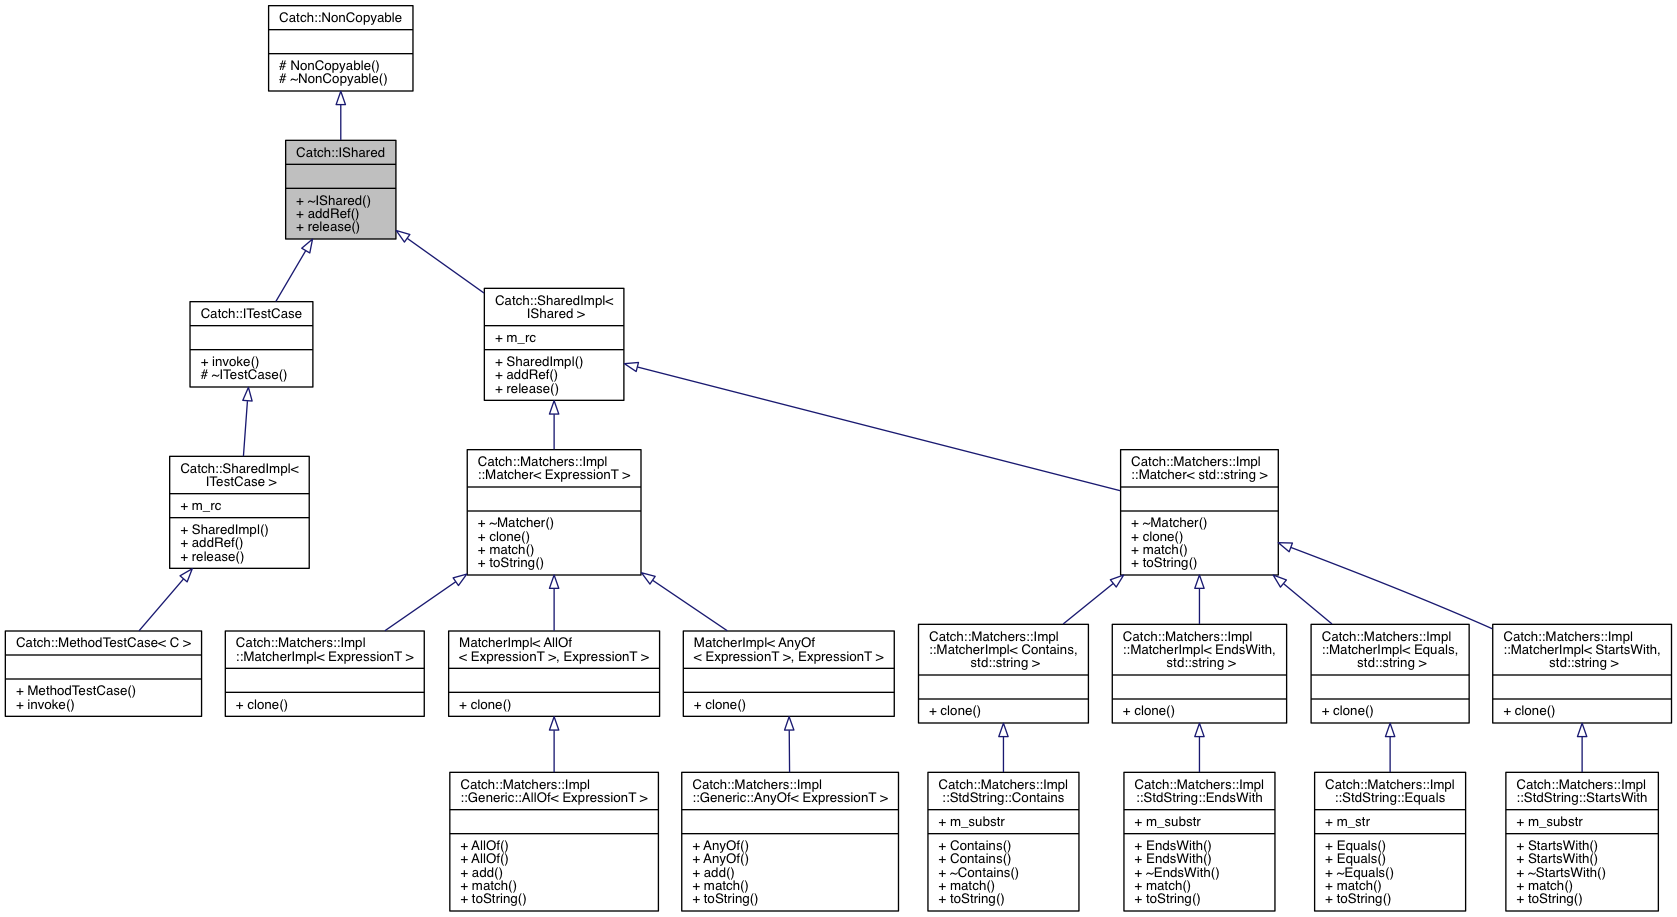 Catch::NonCopyable
# NonCopyable()
# ~NonCopyable()
Catch::IShared
+ ~IShared()
+ addRef()
+ release()
Catch::ITestCase
+ invoke()
# ~ITestCase()
Catch::SharedImpl<
IShared >
+ m_rc
+ SharedImpl()
+ addRef()
+ release()
Catch::SharedImpl<
ITestCase >
+ m_rc
+ SharedImpl()
+ addRef()
+ release()
Catch::Matchers::Impl
::Matcher< ExpressionT >
+ ~Matcher()
+ clone()
+ match()
+ toString()
Catch::Matchers::Impl
::Matcher< std::string >
+ ~Matcher()
+ clone()
+ match()
+ toString()
Catch::MethodTestCase< C >
+ MethodTestCase()
+ invoke()
Catch::Matchers::Impl
::MatcherImpl< ExpressionT >
+ clone()
MatcherImpl< AllOf
< ExpressionT >, ExpressionT >
+ clone()
MatcherImpl< AnyOf
< ExpressionT >, ExpressionT >
+ clone()
Catch::Matchers::Impl
::MatcherImpl< Contains,
std::string >
+ clone()
Catch::Matchers::Impl
::MatcherImpl< EndsWith,
std::string >
+ clone()
Catch::Matchers::Impl
::MatcherImpl< Equals,
std::string >
+ clone()
Catch::Matchers::Impl
::MatcherImpl< StartsWith,
std::string >
+ clone()
Catch::Matchers::Impl
::Generic::AllOf< ExpressionT >
+ AllOf()
+ AllOf()
+ add()
+ match()
+ toString()
Catch::Matchers::Impl
::Generic::AnyOf< ExpressionT >
+ AnyOf()
+ AnyOf()
+ add()
+ match()
+ toString()
Catch::Matchers::Impl
::StdString::Contains
+ m_substr
+ Contains()
+ Contains()
+ ~Contains()
+ match()
+ toString()
Catch::Matchers::Impl
::StdString::EndsWith
+ m_substr
+ EndsWith()
+ EndsWith()
+ ~EndsWith()
+ match()
+ toString()
Catch::Matchers::Impl
::StdString::Equals
+ m_str
+ Equals()
+ Equals()
+ ~Equals()
+ match()
+ toString()
Catch::Matchers::Impl
::StdString::StartsWith
+ m_substr
+ StartsWith()
+ StartsWith()
+ ~StartsWith()
+ match()
+ toString()